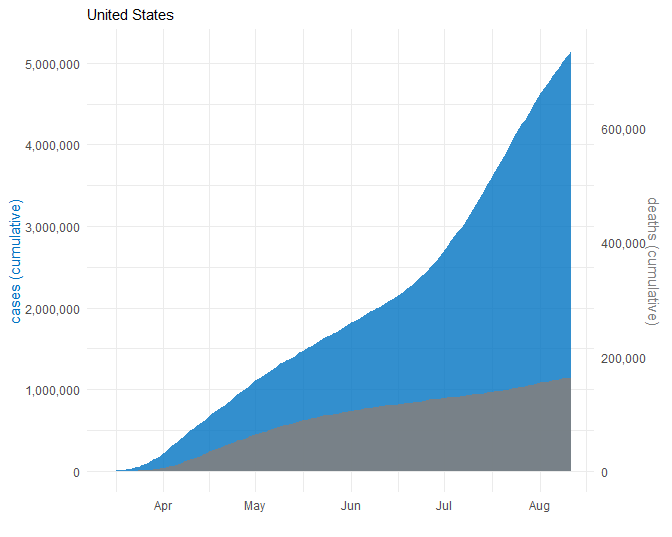 United States
5,000,000
4,000,000
3,000,000
2,000,000
1,000,000
0
cases (cumulative)
600,000
400,000
200,000
0
deaths (cumulative)
Apr May Jun Jul Aug